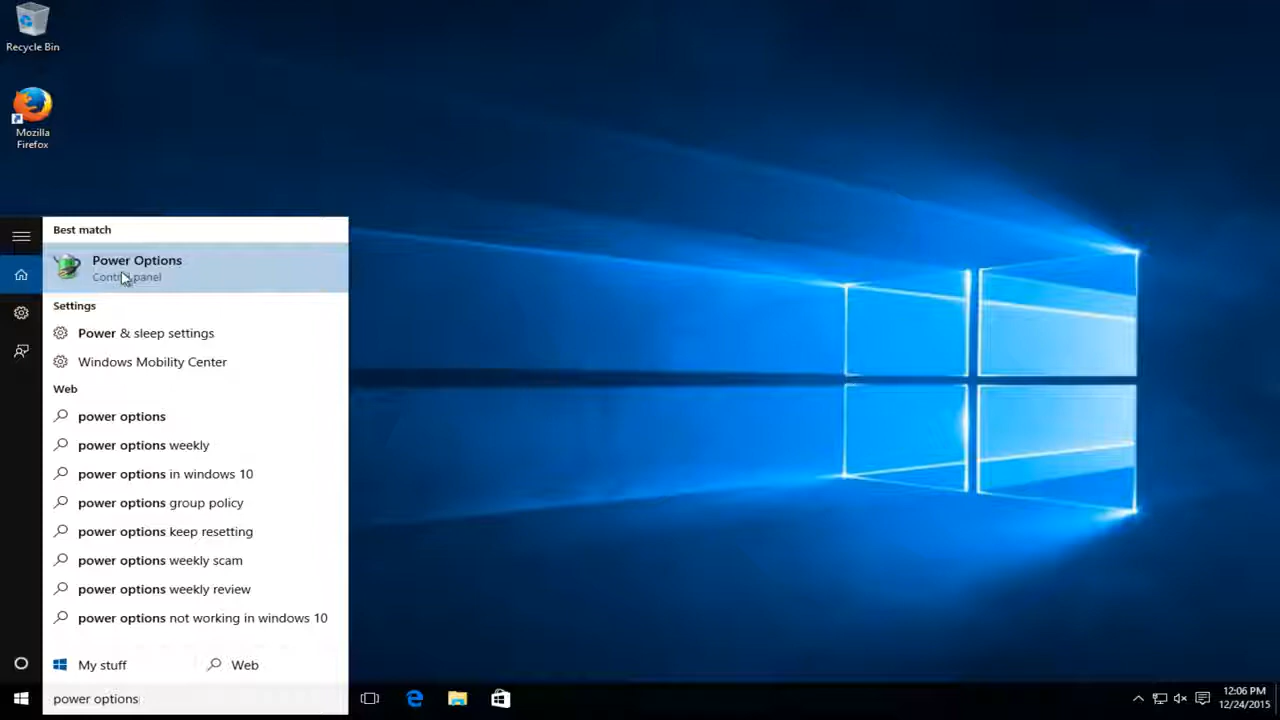 Recycle Bin
Mozilla
Firefox
Best match
Power Options
Control panel
Settings
Power & sleep settings
Windows Mobility Center
Web
power options
power options weekly
power options in windows 10
power options group policy
power options keep resetting
power options weekly scam
power options weekly review
power options not working in windows 10
My stuff
Web
power options
12:06 PM
12/24/2015